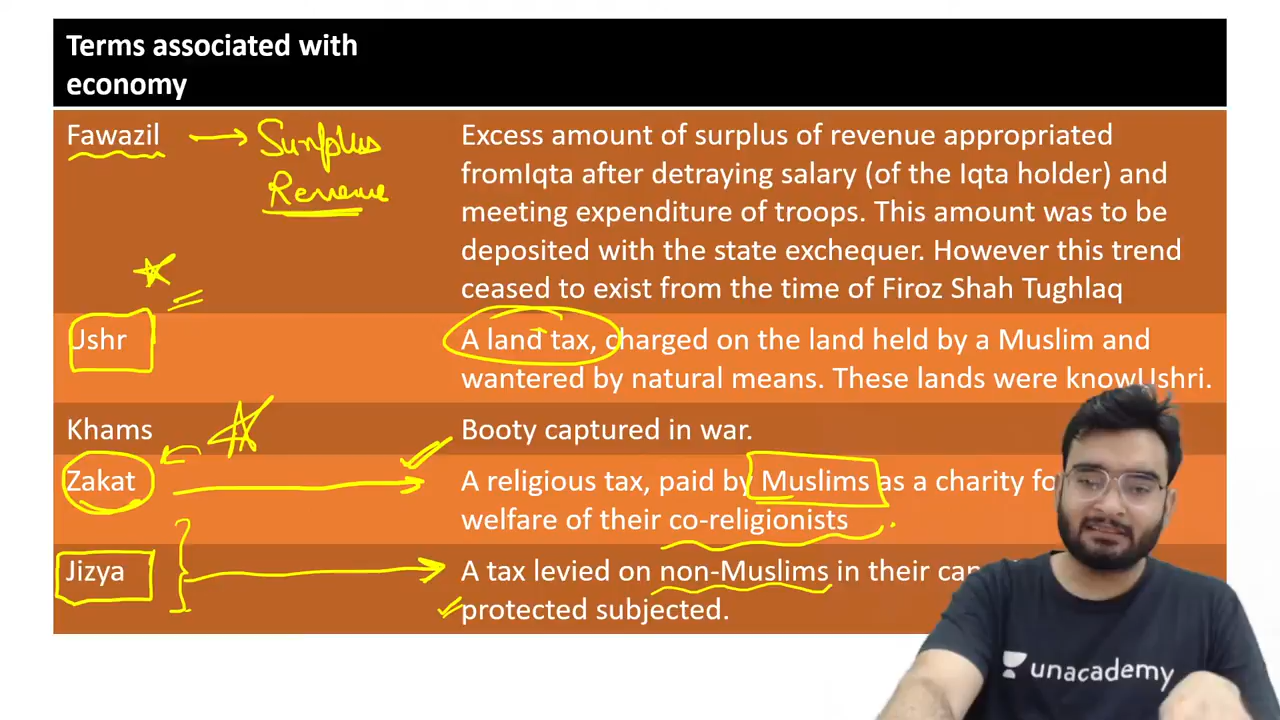 Terms associated with
economy
Fawazil → Surplus
Revenue
Excess amount of surplus of revenue appropriated
fromIqta after detraying salary (of the Iqta holder) and
meeting expenditure of troops. This amount was to be
deposited with the state exchequer. However this trend
ceased to exist from the time of Firoz Shah Tughlaq
Ushr
A land tax, charged on the land held by a Muslim and
wantered by natural means. These lands were knowUshri.
Khams
Booty captured in war.
Zakat
A religious tax, paid by Muslims as a charity
welfare of their co-religionists
Jizya
A tax levied on non-Muslims in their
protected subjected.
unacademy